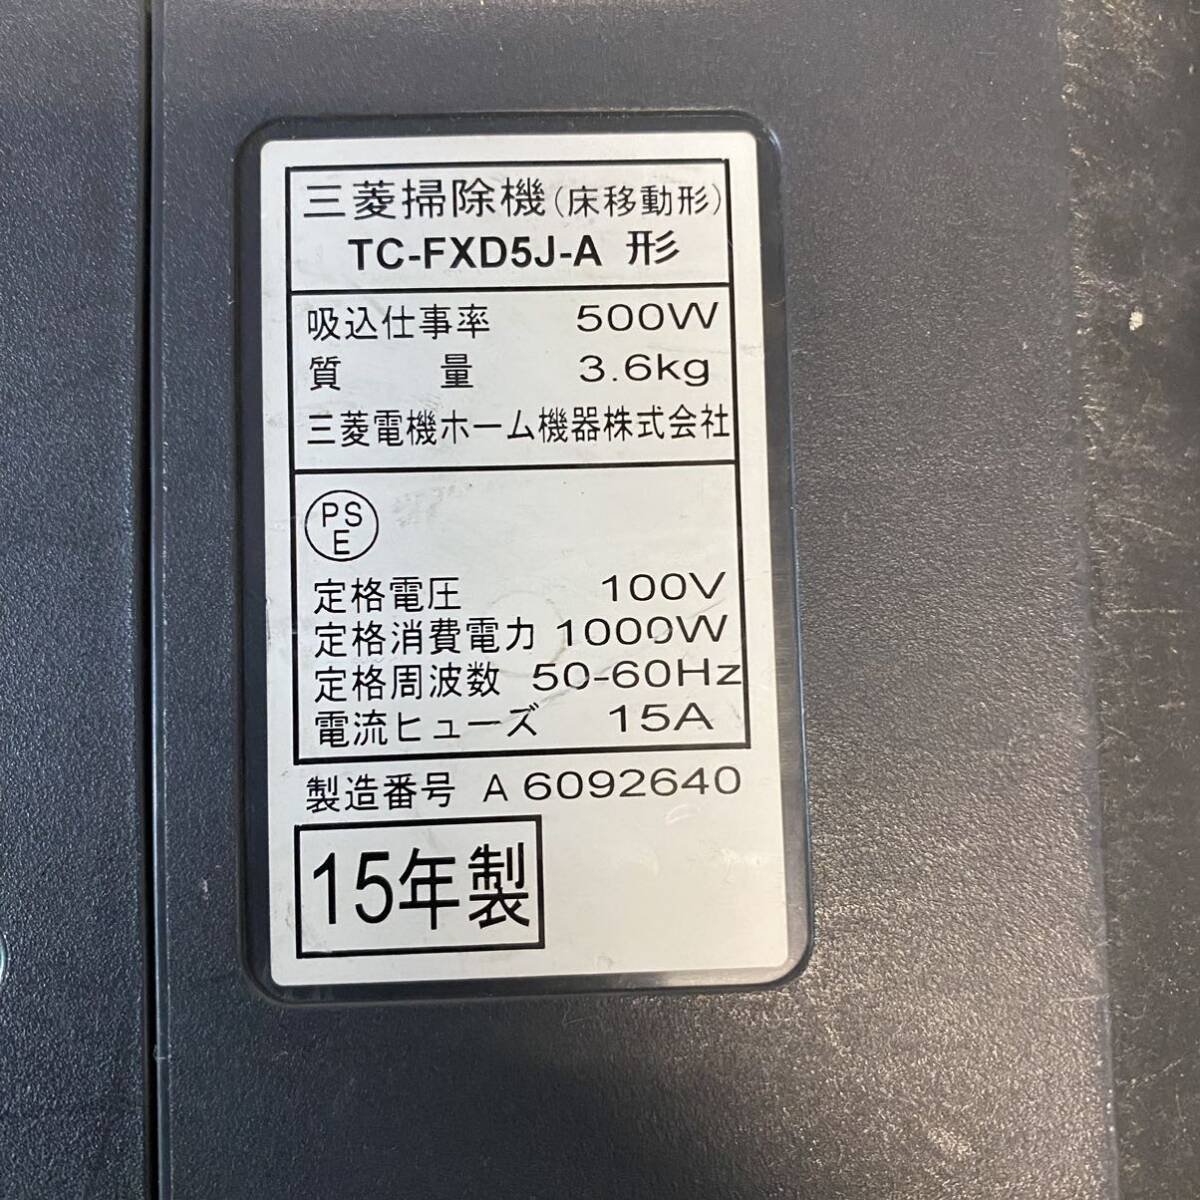 三菱掃除機(床移動形)
TC-FXD5J-A 形
吸込仕事率 500W
質量 3.6kg
三菱電機ホーム機器株式会社
PS
E
定格電圧 100V
定格消費電力 1000W
定格周波数 50-60Hz
電流ヒューズ 15A
製造番号 A 6092640
15年製